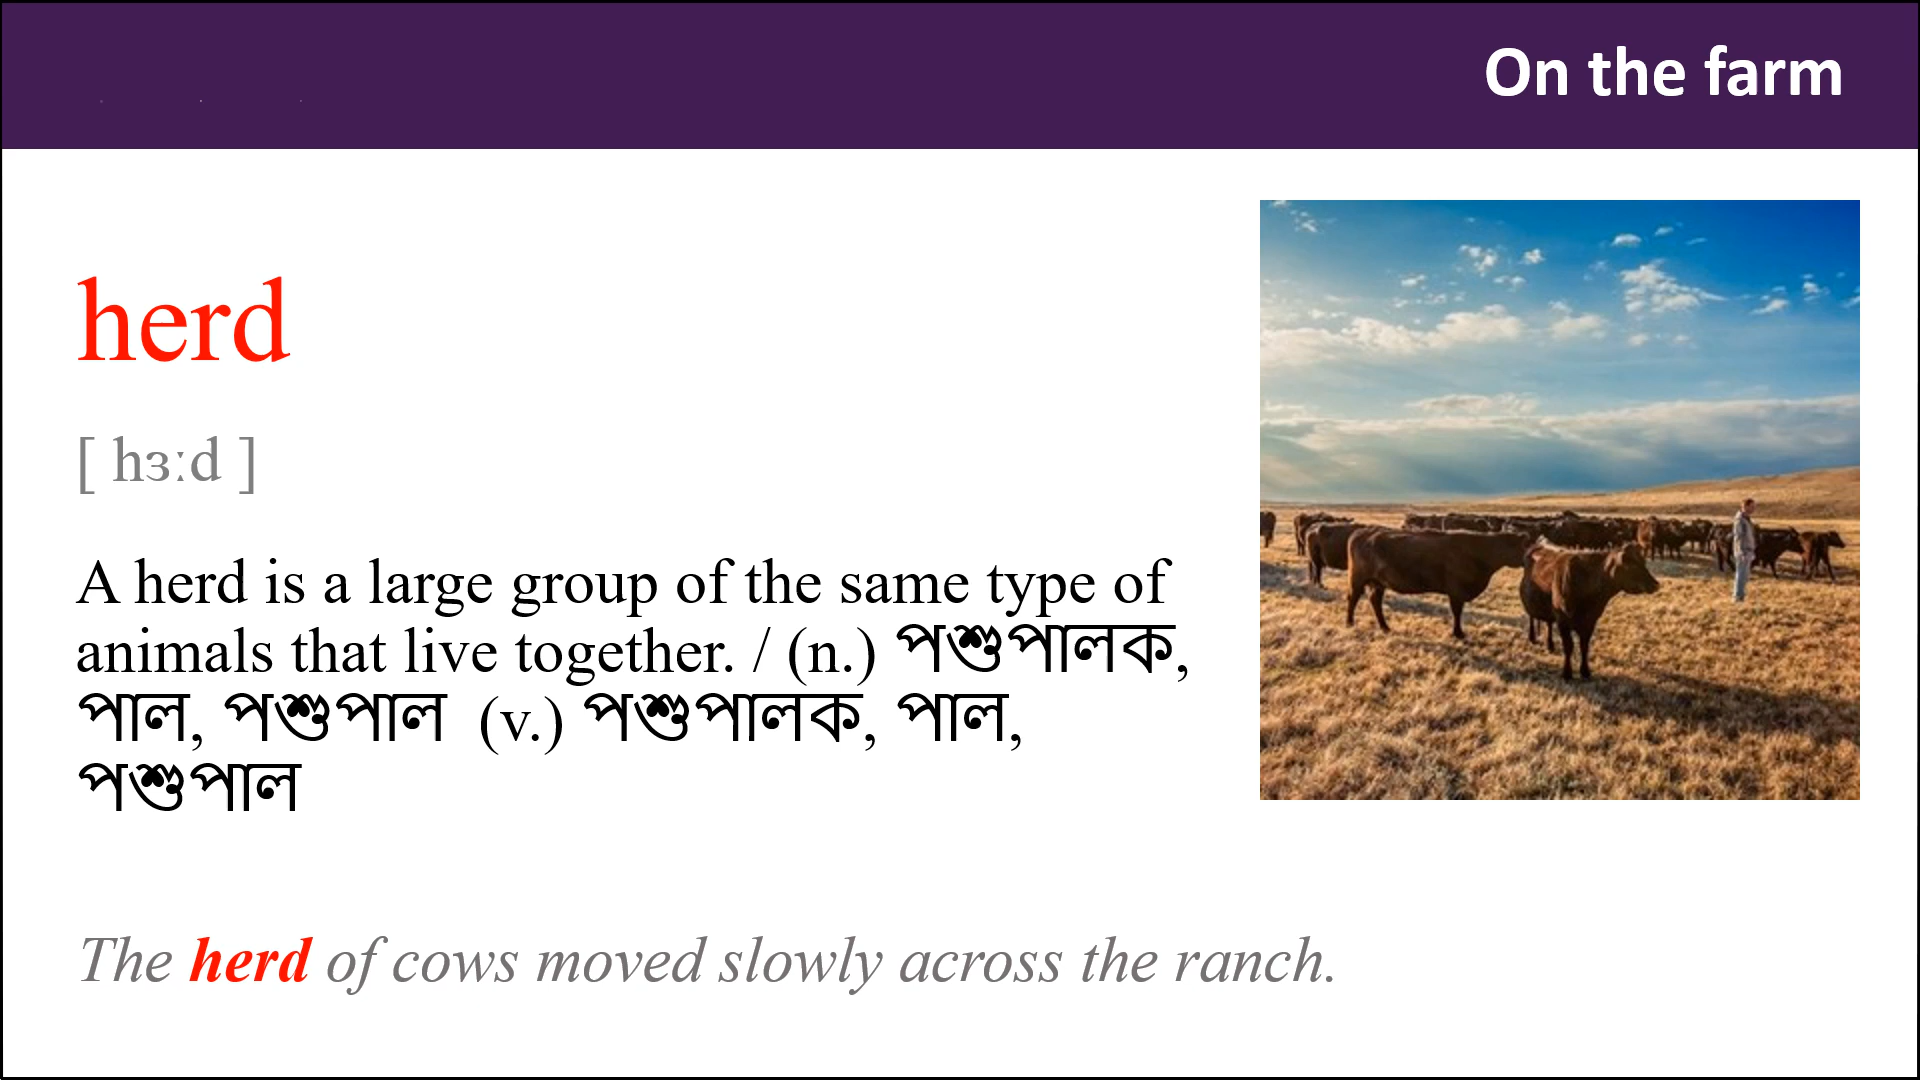 On the farm
herd
[ hɜːd ]
A herd is a large group of the same type of
animals that live together. / (n.) পশুপালক,
পাল, পশুপাল (v.) পশুপালক, পাল,
পশুপাল
The herd of cows moved slowly across the ranch.